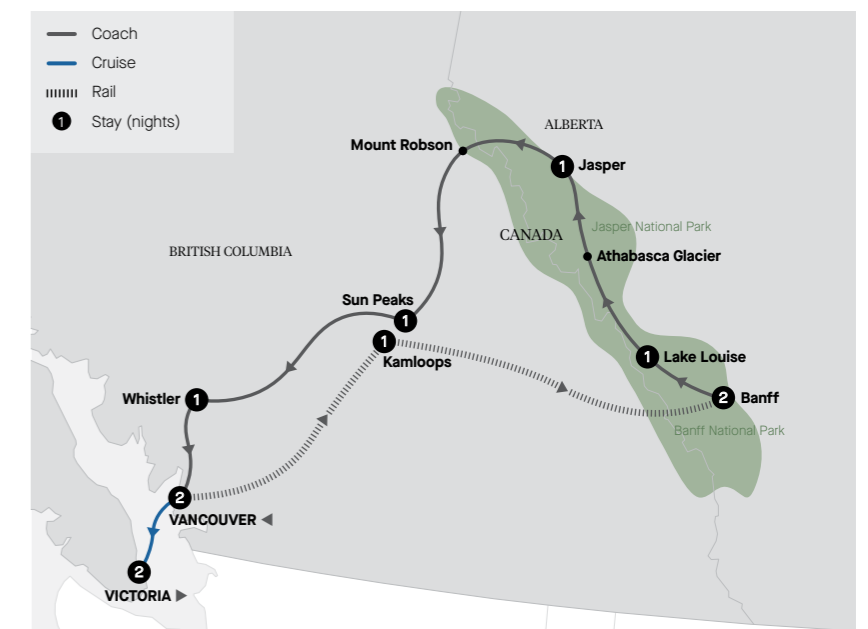 Coach
Cruise
Rail
1 Stay (nights)
ALBERTA
Mount Robson
1 Jasper
Jasper National Park
CANADA
BRITISH COLUMBIA
Athabasca Glacier
Sun Peaks
1
1
Kamloops
1 Lake Louise
Whistler 1
2 Banff
Banff National Park
2
VANCOUVER
2
VICTORIA